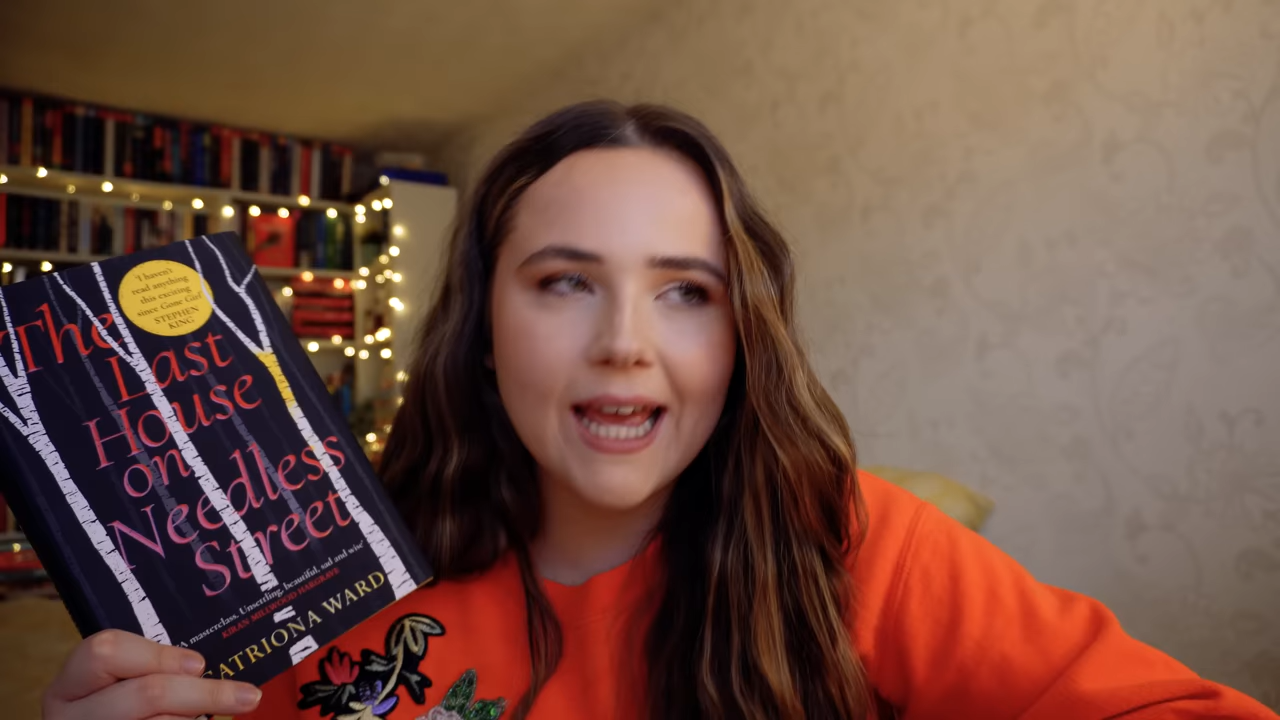 'I haven't
read anything
this exciting
since Gone Girl'
STEPHEN
KING
The
Last
House
on
Needless
Street
'A masterclass. Unsettling, beautiful, sad and wise'
KIRAN MILLWOOD HARGRAVE
CATRIONA WARD